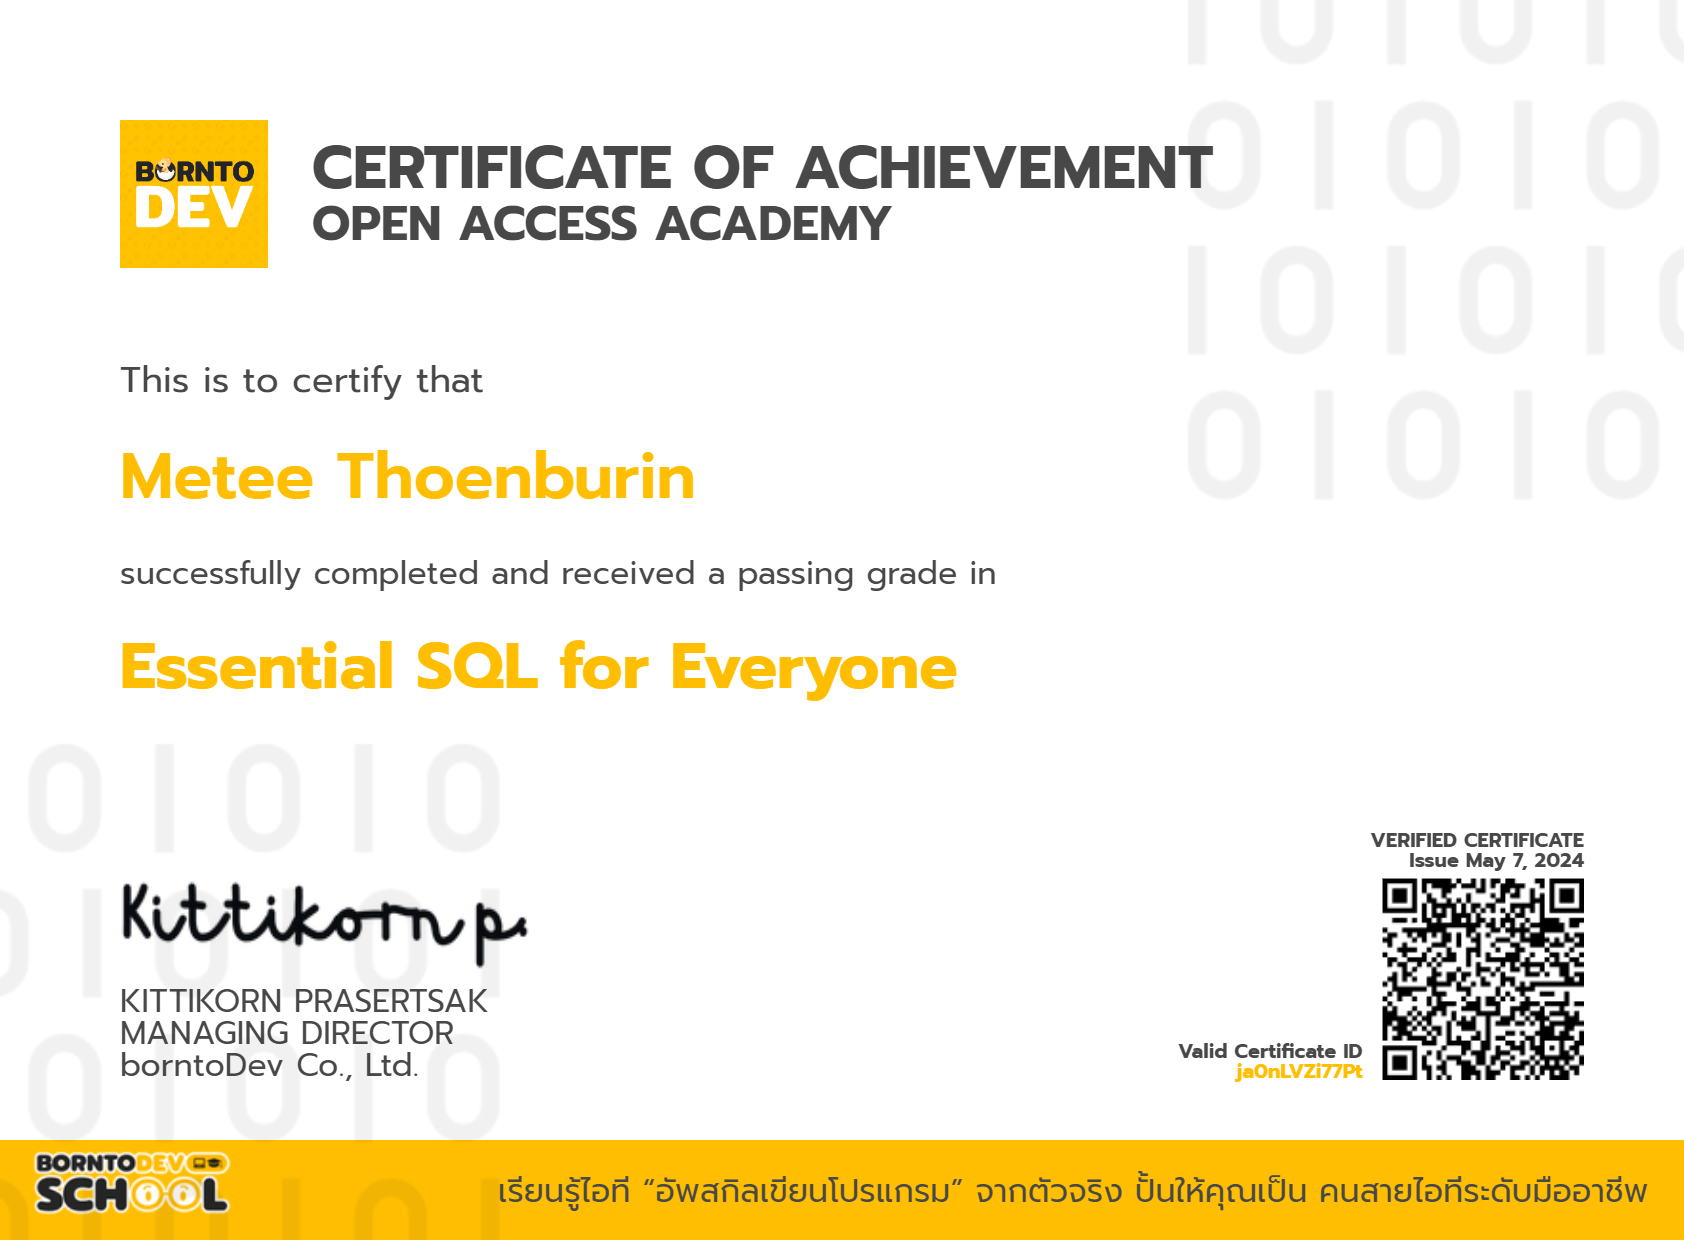 BORNTO
DEV
CERTIFICATE OF ACHIEVEMENT
OPEN ACCESS ACADEMY
This is to certify that
Metee Thoenburin
successfully completed and received a passing grade in
Essential SQL for Everyone
VERIFIED CERTIFICATE
Issue May 7, 2024
Kittikorn p.
KITTIKORN PRASERTSAK
MANAGING DIRECTOR
borntoDev Co., Ltd.
Valid Certificate ID
ja0nLVZi77Pt
BORNTODEV
SCHOOL
เรียนรู้ไอที “อัพสกิลเขียนโปรแกรม” จากตัวจริง ปั้นให้คุณเป็น คนสายไอทีระดับมืออาชีพ